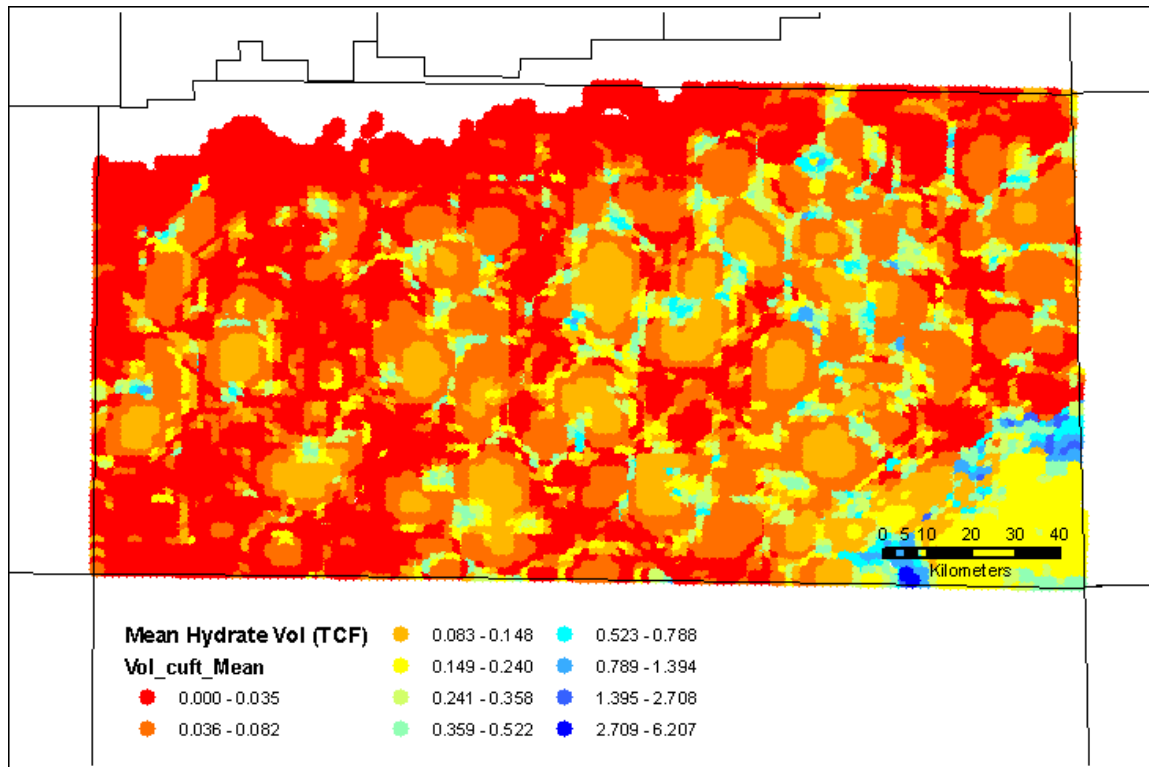 0 5 10 20 30 40
Kilometers
Mean Hydrate Vol (TCF)
Vol_cuft_Mean
0.000 - 0.035
0.036 - 0.082
0.083 - 0.148
0.149 - 0.240
0.241 - 0.358
0.359 - 0.522
0.523 - 0.788
0.789 - 1.394
1.395 - 2.708
2.709 - 6.207